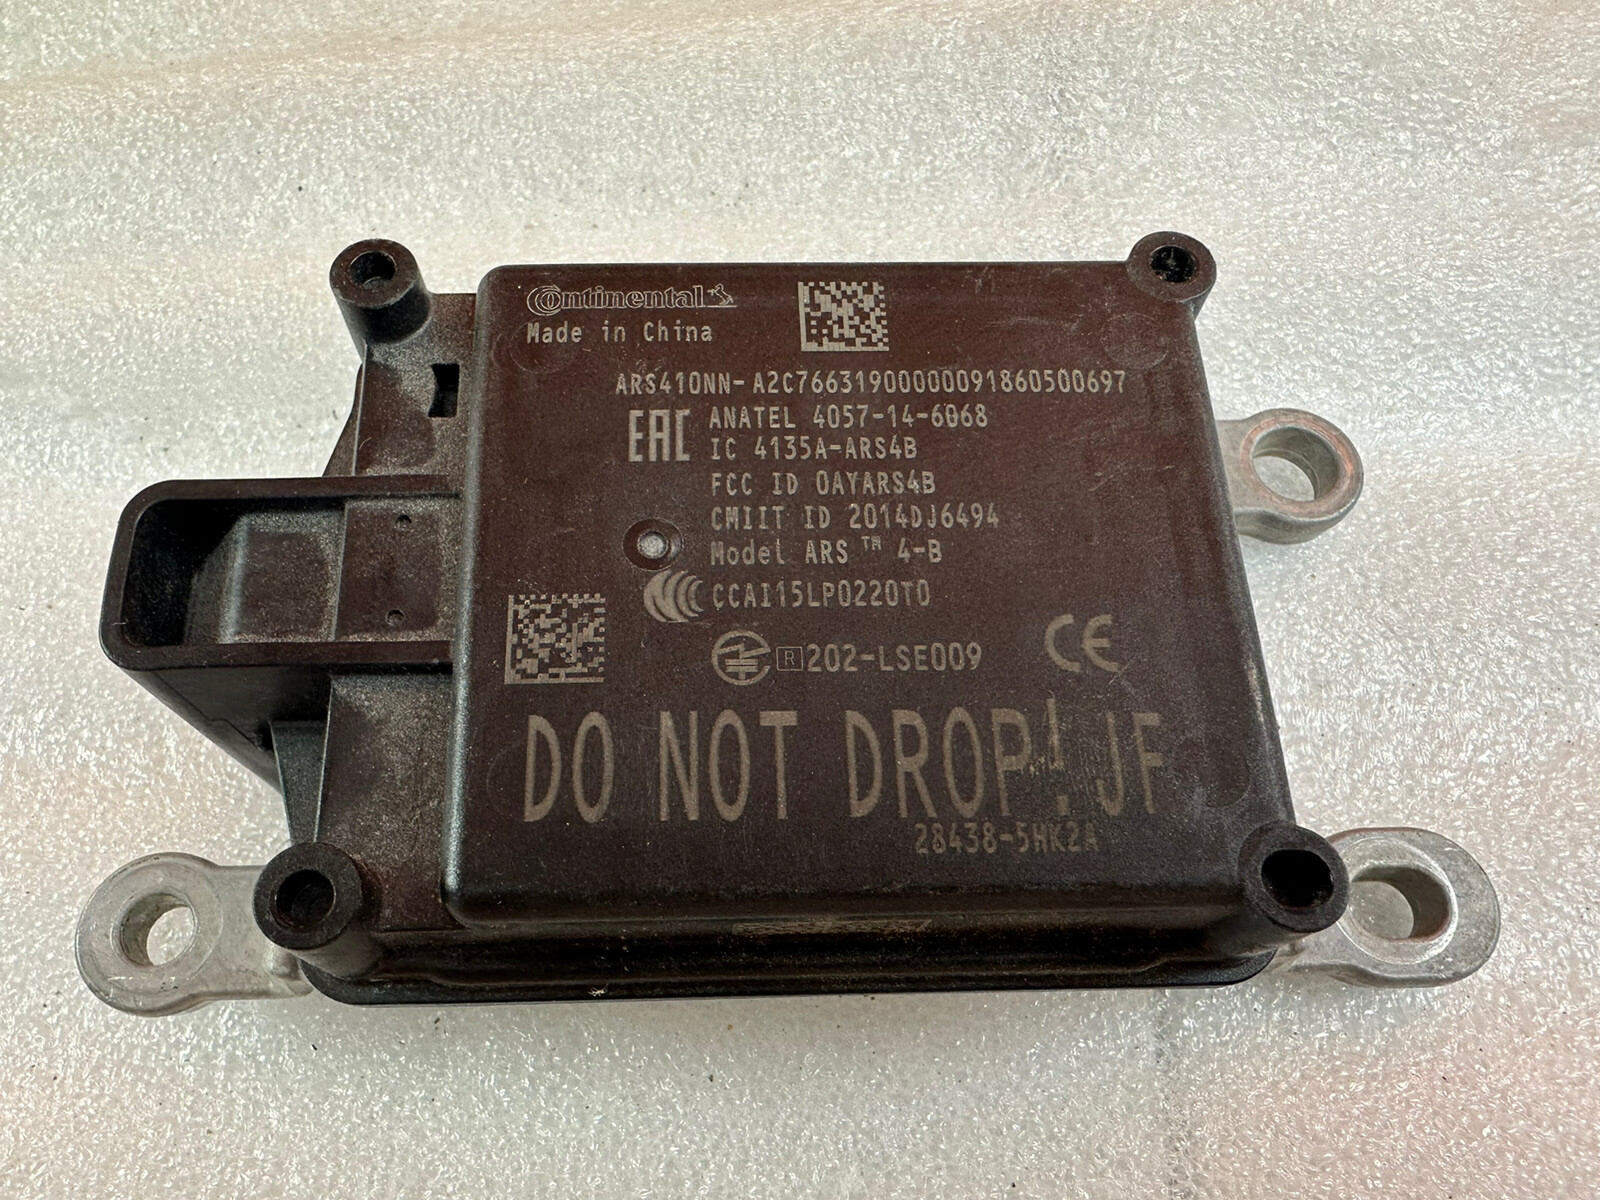 Continental
Made in China
ARS410NN-A2C76631900000091860500697
EAC
ANATEL 4057-14-6068
IC 4135A-ARS4B
FCC ID OAYARS4B
CMIIT ID 2014DJ6494
Model ARS ™ 4-B
CCAI15LP0220T0
R 202-LSE009
CE
DO NOT DROP! JF
28438-5HK2A